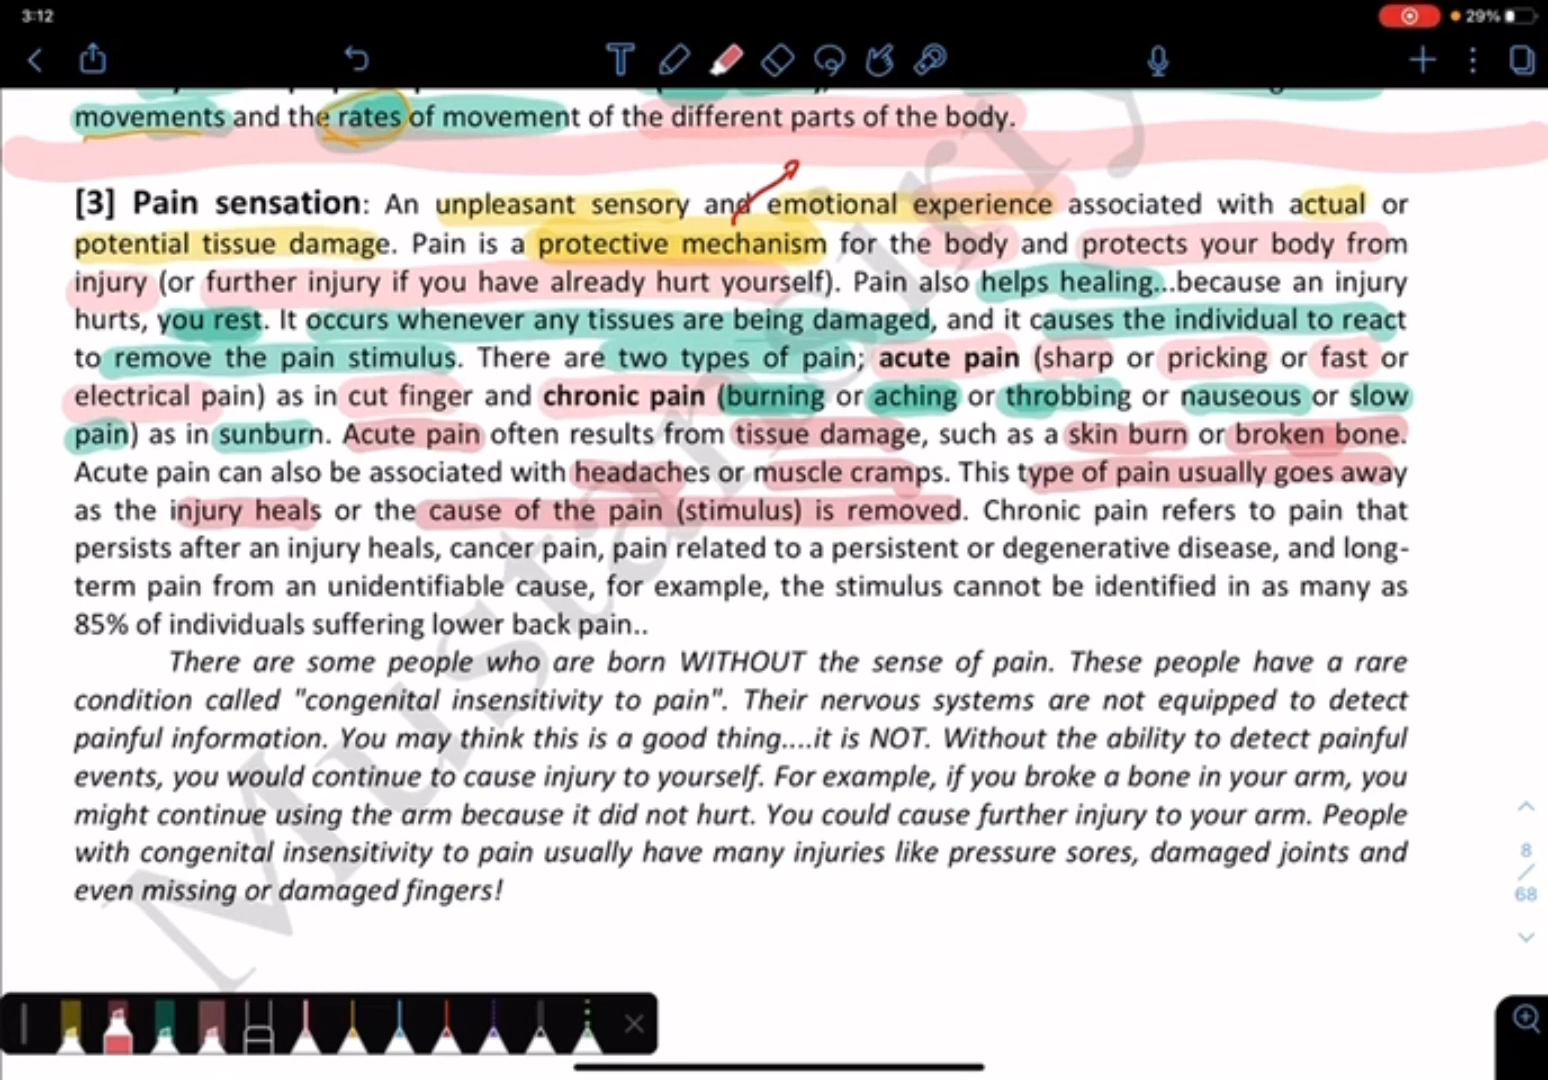 3:12
29%
movements and the rates of movement of the different parts of the body.
[3] Pain sensation: An unpleasant sensory and emotional experience associated with actual or
potential tissue damage. Pain is a protective mechanism for the body and protects your body from
injury (or further injury if you have already hurt yourself). Pain also helps healing...because an injury
hurts, you rest. It occurs whenever any tissues are being damaged, and it causes the individual to react
to remove the pain stimulus. There are two types of pain; acute pain (sharp or pricking or fast or
electrical pain) as in cut finger and chronic pain (burning or aching or throbbing or nauseous or slow
pain) as in sunburn. Acute pain often results from tissue damage, such as a skin burn or broken bone.
Acute pain can also be associated with headaches or muscle cramps. This type of pain usually goes away
as the injury heals or the cause of the pain (stimulus) is removed. Chronic pain refers to pain that
persists after an injury heals, cancer pain, pain related to a persistent or degenerative disease, and long-
term pain from an unidentifiable cause, for example, the stimulus cannot be identified in as many as
85% of individuals suffering lower back pain..
There are some people who are born WITHOUT the sense of pain. These people have a rare
condition called "congenital insensitivity to pain". Their nervous systems are not equipped to detect
painful information. You may think this is a good thing....it is NOT. Without the ability to detect painful
events, you would continue to cause injury to yourself. For example, if you broke a bone in your arm, you
might continue using the arm because it did not hurt. You could cause further injury to your arm. People
with congenital insensitivity to pain usually have many injuries like pressure sores, damaged joints and
even missing or damaged fingers!
8
/
68